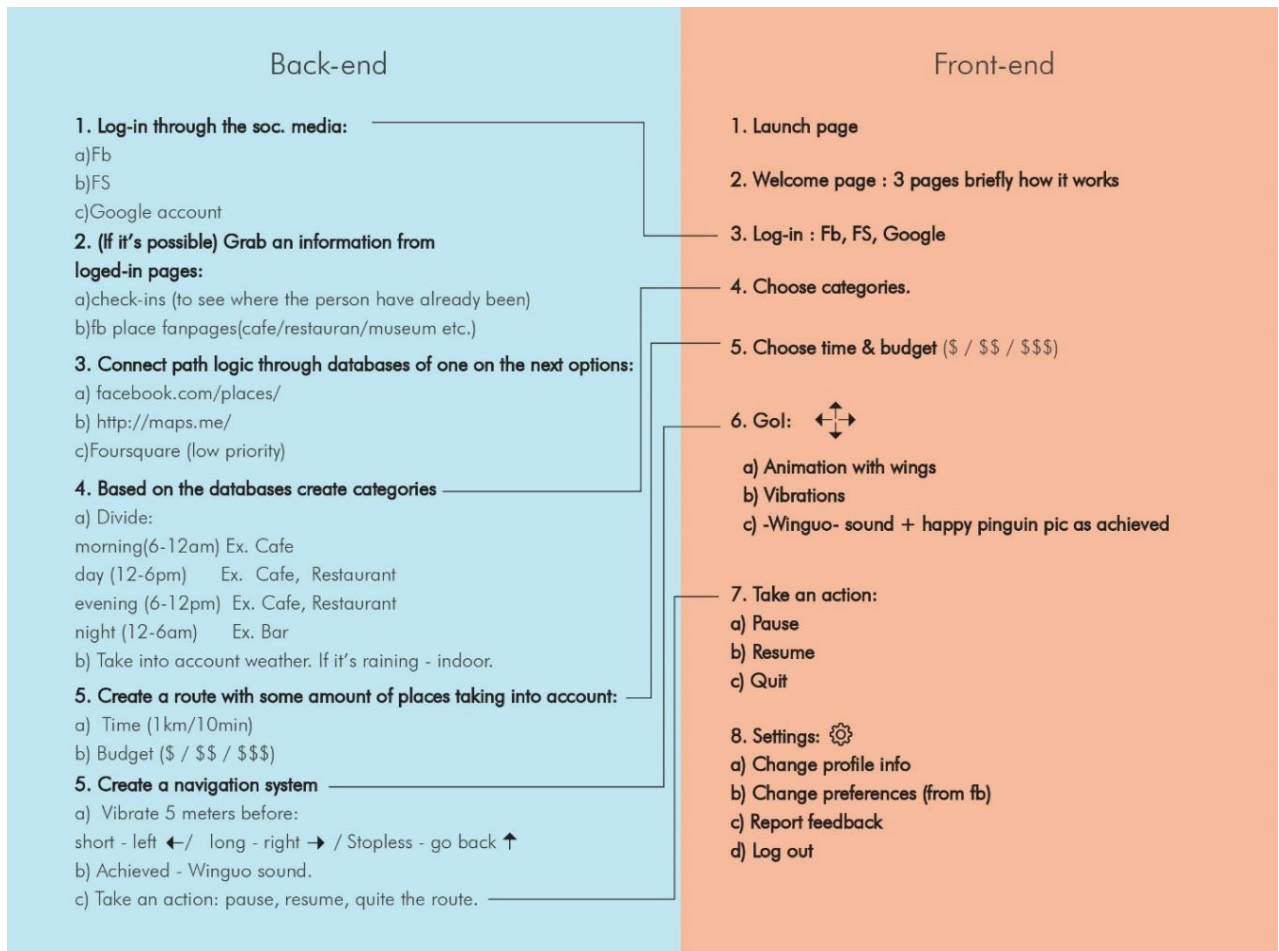 Back-end
1. Log-in through the soc. media:
a)Fb
b)FS
c)Google account
2. (If it's possible) Grab an information from
loged-in pages:
a)check-ins (to see where the person have already been)
b)fb place fanpages(cafe/restauran/museum etc.)
3. Connect path logic through databases of one on the next options:
a) facebook.com/places/
b) http://maps.me/
c)Foursquare (low priority)
4. Based on the databases create categories
a) Divide:
morning(6-12am) Ex. Cafe
day (12-6pm) Ex. Cafe, Restaurant
evening (6-12pm) Ex. Cafe, Restaurant
night (12-6am) Ex. Bar
b) Take into account weather. If it's raining - indoor.
5. Create a route with some amount of places taking into account:
a) Time (1km/10min)
b) Budget ($ / $$ / $$$)
5. Create a navigation system
a) Vibrate 5 meters before:
short - left ←/ long - right → / Stopless - go back ↑
b) Achieved - Winguo sound.
c) Take an action: pause, resume, quite the route.
Front-end
1. Launch page
2. Welcome page : 3 pages briefly how it works
3. Log-in : Fb, FS, Google
4. Choose categories.
5. Choose time & budget ($ / $$ / $$$)
6. Go!:
a) Animation with wings
b) Vibrations
c) -Winguo- sound + happy pinguin pic as achieved
7. Take an action:
a) Pause
b) Resume
c) Quit
8. Settings:
a) Change profile info
b) Change preferences (from fb)
c) Report feedback
d) Log out